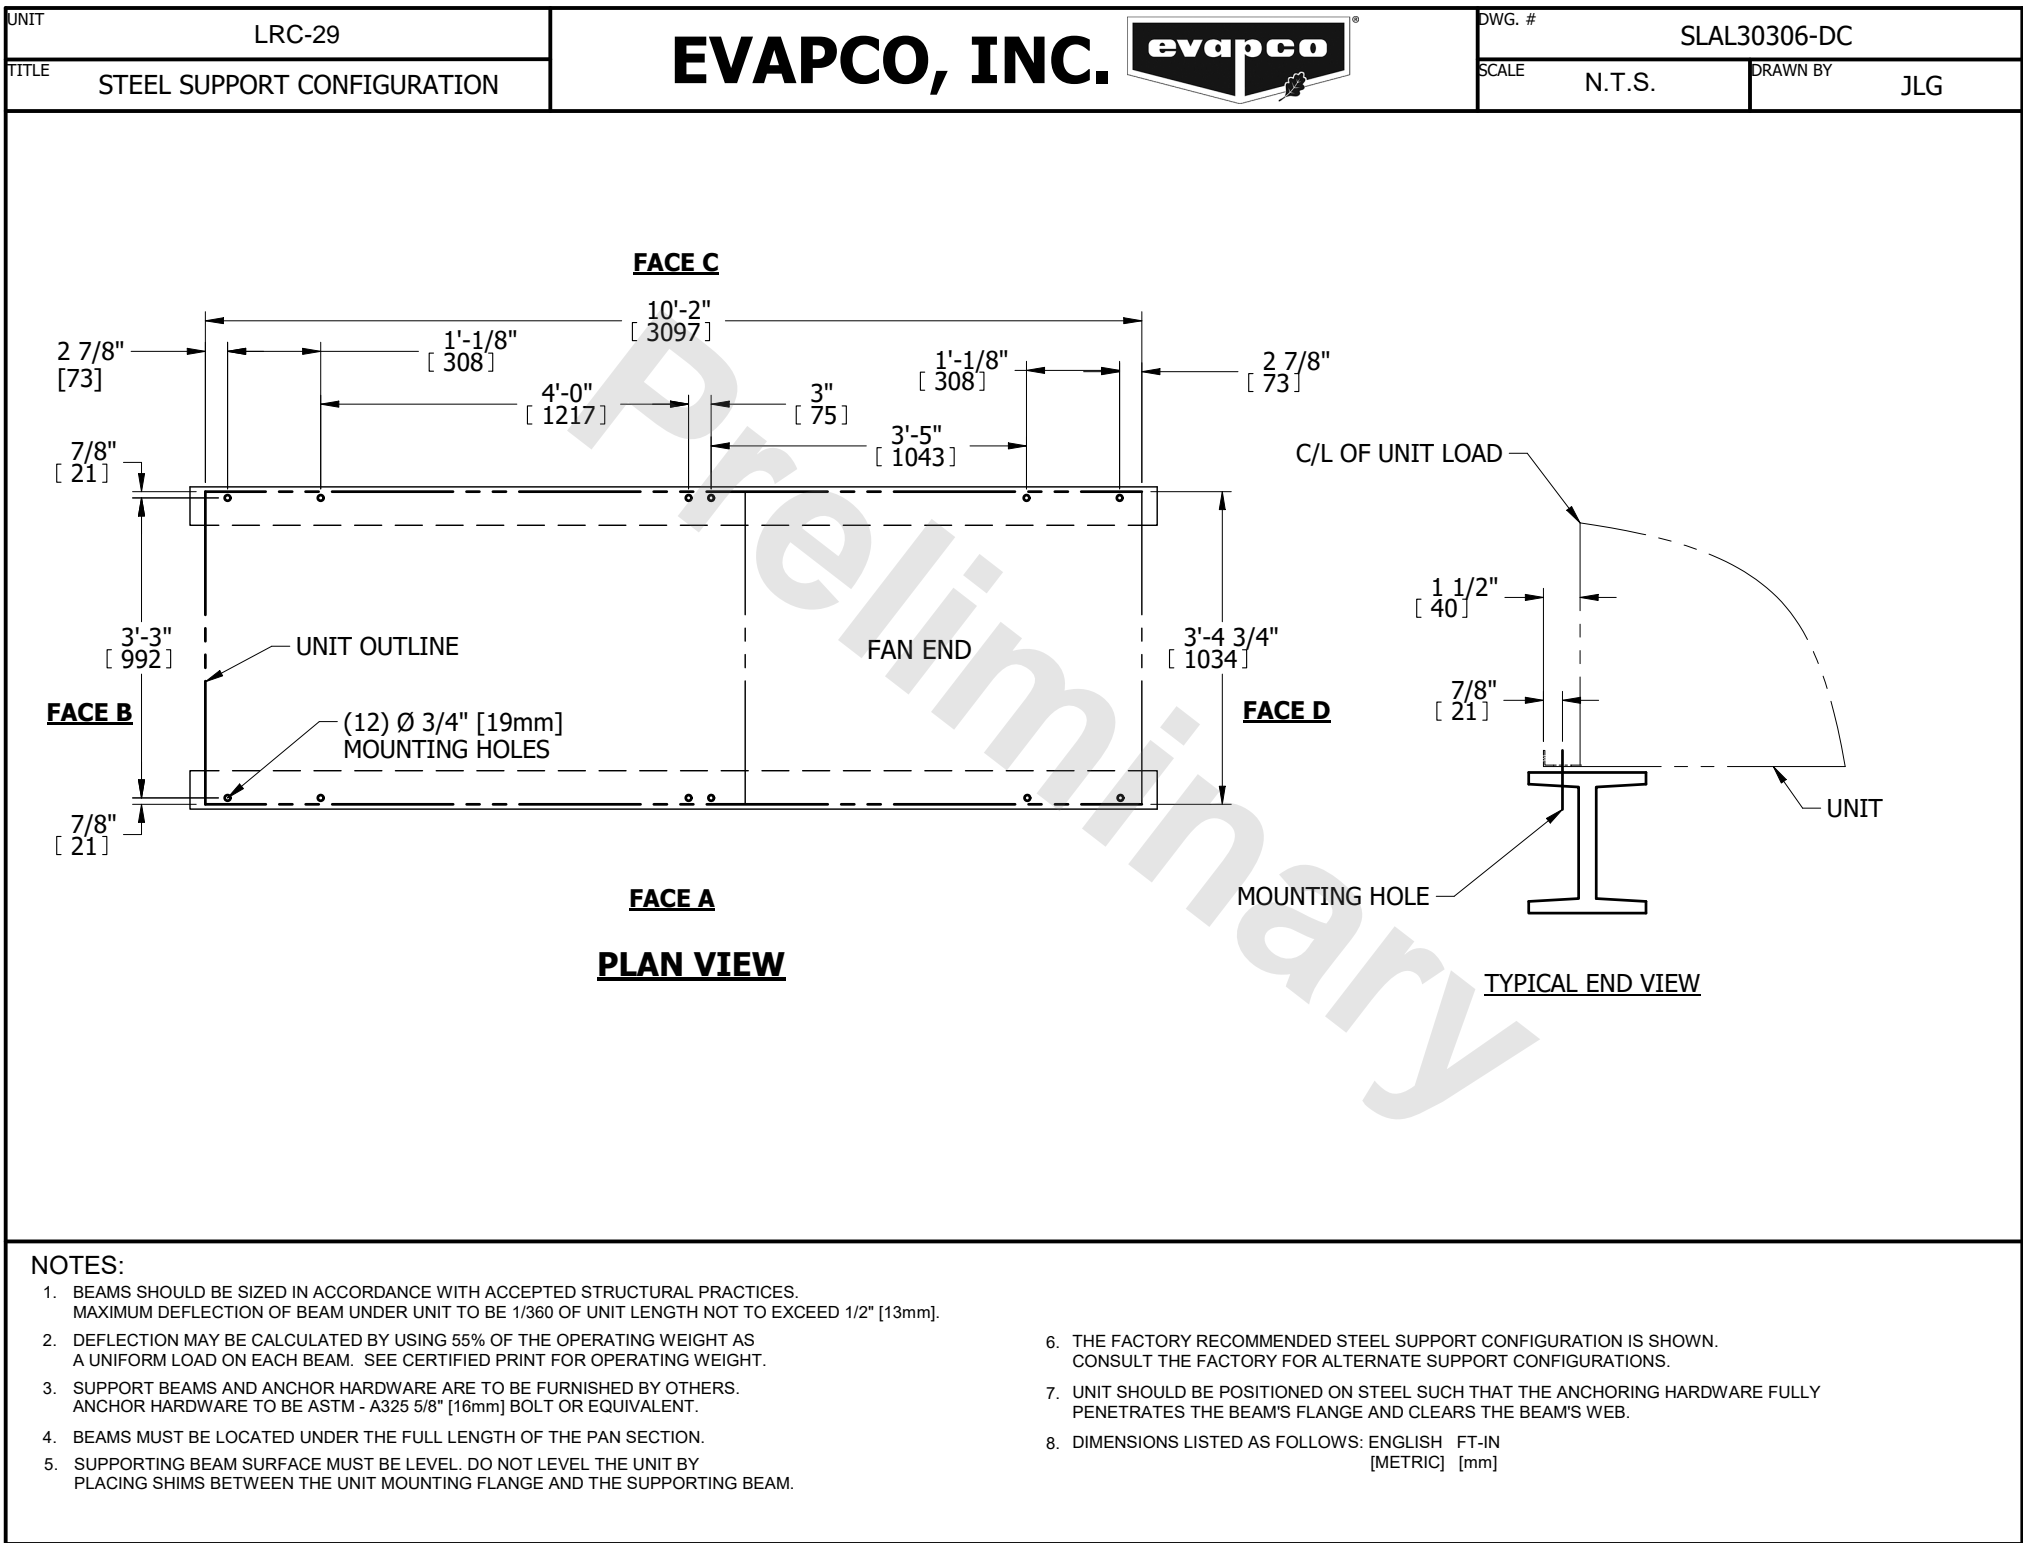 UNIT
LRC-29
TITLE
STEEL SUPPORT CONFIGURATION
EVAPCO, INC.
evapco
®
DWG. #
SLAL30306-DC
SCALE
N.T.S.
DRAWN BY
JLG
FACE C
10'-2"
[ 3097]
2 7/8"
[73]
1'-1/8"
[ 308]
1'-1/8"
[ 308]
2 7/8"
[ 73]
4'-0"
[ 1217]
3"
[ 75]
3'-5"
[ 1043]
7/8"
[ 21]
3'-3"
[ 992]
UNIT OUTLINE
FAN END
3'-4 3/4"
[ 1034]
FACE B
(12) Ø 3/4" [19mm]
MOUNTING HOLES
FACE D
7/8"
[ 21]
FACE A
PLAN VIEW
C/L OF UNIT LOAD
1 1/2"
[ 40]
7/8"
[ 21]
UNIT
MOUNTING HOLE
TYPICAL END VIEW
Preliminary
NOTES:
1. BEAMS SHOULD BE SIZED IN ACCORDANCE WITH ACCEPTED STRUCTURAL PRACTICES.
MAXIMUM DEFLECTION OF BEAM UNDER UNIT TO BE 1/360 OF UNIT LENGTH NOT TO EXCEED 1/2" [13mm].
2. DEFLECTION MAY BE CALCULATED BY USING 55% OF THE OPERATING WEIGHT AS
A UNIFORM LOAD ON EACH BEAM. SEE CERTIFIED PRINT FOR OPERATING WEIGHT.
3. SUPPORT BEAMS AND ANCHOR HARDWARE ARE TO BE FURNISHED BY OTHERS.
ANCHOR HARDWARE TO BE ASTM - A325 5/8" [16mm] BOLT OR EQUIVALENT.
4. BEAMS MUST BE LOCATED UNDER THE FULL LENGTH OF THE PAN SECTION.
5. SUPPORTING BEAM SURFACE MUST BE LEVEL. DO NOT LEVEL THE UNIT BY
PLACING SHIMS BETWEEN THE UNIT MOUNTING FLANGE AND THE SUPPORTING BEAM.
6. THE FACTORY RECOMMENDED STEEL SUPPORT CONFIGURATION IS SHOWN.
CONSULT THE FACTORY FOR ALTERNATE SUPPORT CONFIGURATIONS.
7. UNIT SHOULD BE POSITIONED ON STEEL SUCH THAT THE ANCHORING HARDWARE FULLY
PENETRATES THE BEAM'S FLANGE AND CLEARS THE BEAM'S WEB.
8. DIMENSIONS LISTED AS FOLLOWS: ENGLISH FT-IN
[METRIC] [mm]